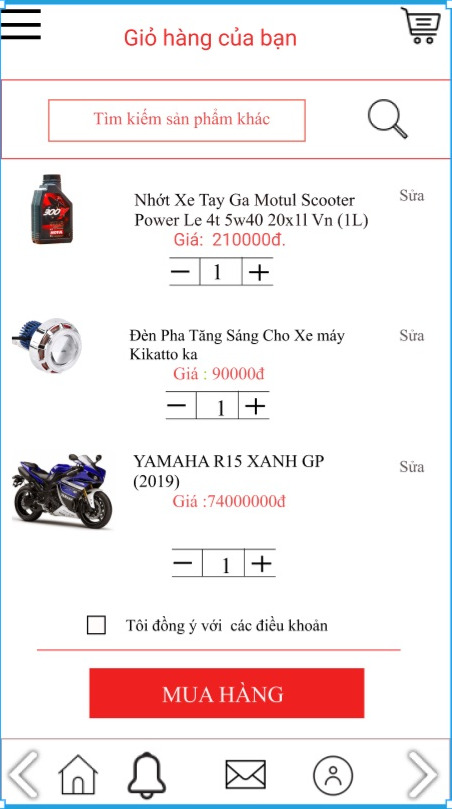 Giỏ hàng của bạn
Tìm kiếm sản phẩm khác
Nhớt Xe Tay Ga Motul Scooter
Power Le 4t 5w40 20x1l Vn (1L)
Sửa
Giá: 210000đ.
1
Đèn Pha Tăng Sáng Cho Xe máy
Kikatto ka
Sửa
Giá : 90000đ
1
YAMAHA R15 XANH GP
(2019)
Sửa
Giá :74000000đ
1
Tôi đồng ý với các điều khoản
MUA HÀNG